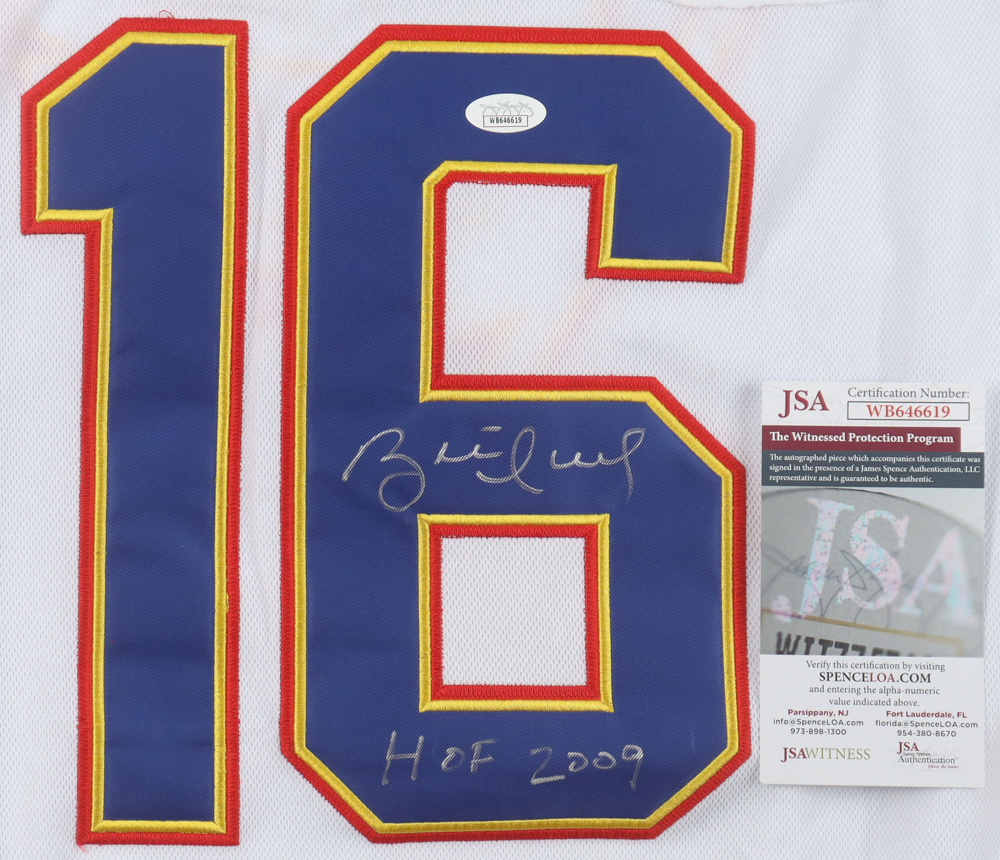 16
WB646619
Brett Hull
HOF 2009
JSA
Certification Number:
WB646619
The Witnessed Protection Program
The autographed piece which accompanies this certificate was
signed in the presence of a James Spence Authentication, LLC
representative and is guaranteed to be authentic.
JSA
Verify this certification by visiting
SPENCELOA.COM
and entering the alpha-numeric
value indicated above.
Parsippany, NJ
info@SpenceLOA.com
973-898-1300
Fort Lauderdale, FL
florida@SpenceLOA.com
954-380-8670
JSAWITNESS
JSA
Authentication